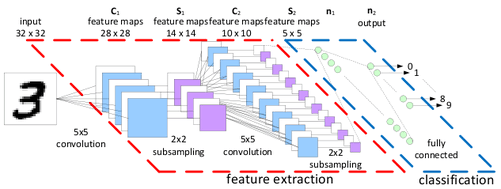 C₁ S₁ C₂ S₂ n₁ n₂
input feature maps feature maps feature maps feature maps output
32 x 32 28 x 28 14 x 14 10 x 10 5 x 5
0
1
8
9
5x5
convolution
2x2
subsampling
5x5
convolution
2x2
subsampling
fully
connected
feature extraction classification